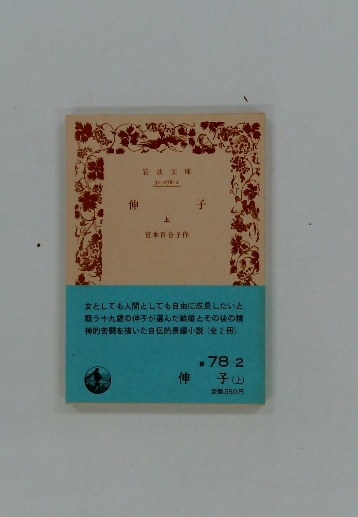 岩波文庫
31-078-2
伸子
上
宮本百合子作
女としても人間としても自由に成長したいと
願う十九歳の伸子が選んだ結婚とその後の精
神的苦闘を描いた自伝的長編小説(全2冊)
78 2
伸子(上)
定価350円